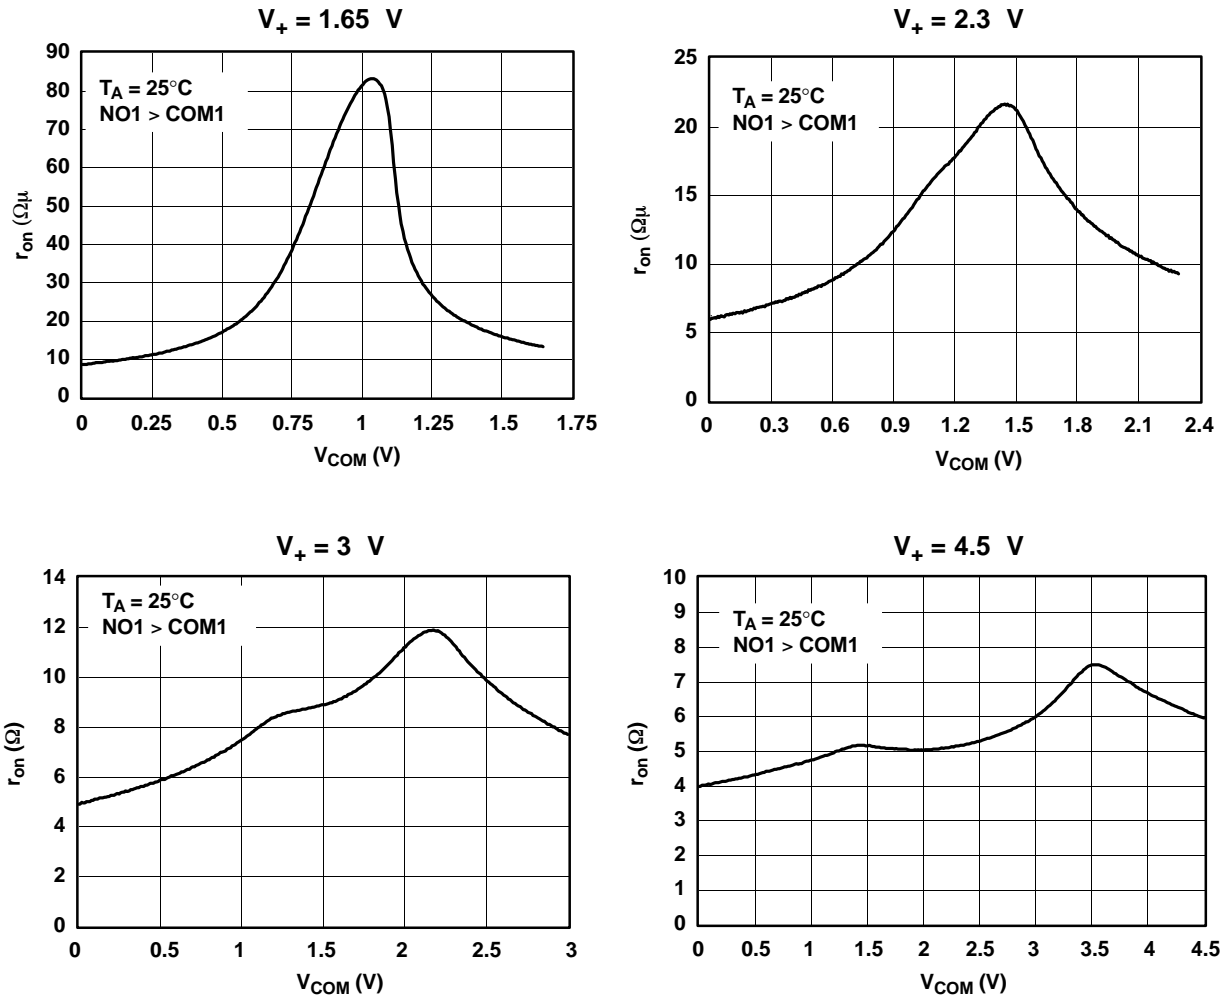 V+ = 1.65 V
90
80
70
60
50
40
30
20
10
0
TA = 25°C
NO1 > COM1
ron (Ωμ
0 0.25 0.5 0.75 1 1.25 1.5 1.75
VCOM (V)
V+ = 2.3 V
25
20
15
10
5
0
TA = 25°C
NO1 > COM1
ron (Ωμ
0 0.3 0.6 0.9 1.2 1.5 1.8 2.1 2.4
VCOM (V)
V+ = 3 V
14
12
10
8
6
4
2
0
TA = 25°C
NO1 > COM1
ron (Ω)
0 0.5 1 1.5 2 2.5 3
VCOM (V)
V+ = 4.5 V
10
9
8
7
6
5
4
3
2
1
0
TA = 25°C
NO1 > COM1
ron (Ω)
0 0.5 1 1.5 2 2.5 3 3.5 4 4.5
VCOM (V)